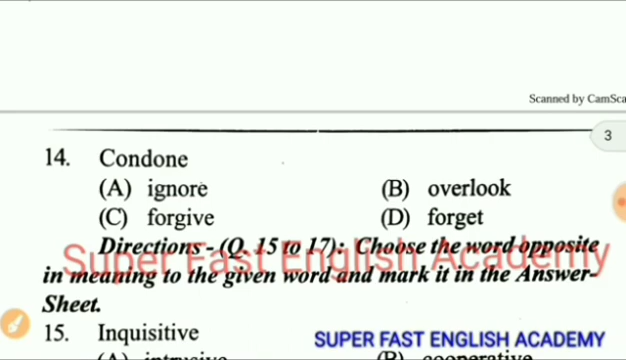 Scanned by CamSca
3
14. Condone
(A) ignore (B) overlook
(C) forgive (D) forget
Directions - (Q. 15 to 17): Choose the word opposite
in meaning to the given word and mark it in the Answer-
Sheet.
Super Fast English Academy
15. Inquisitive
SUPER FAST ENGLISH ACADEMY
(A) intrusive (B) cooperative